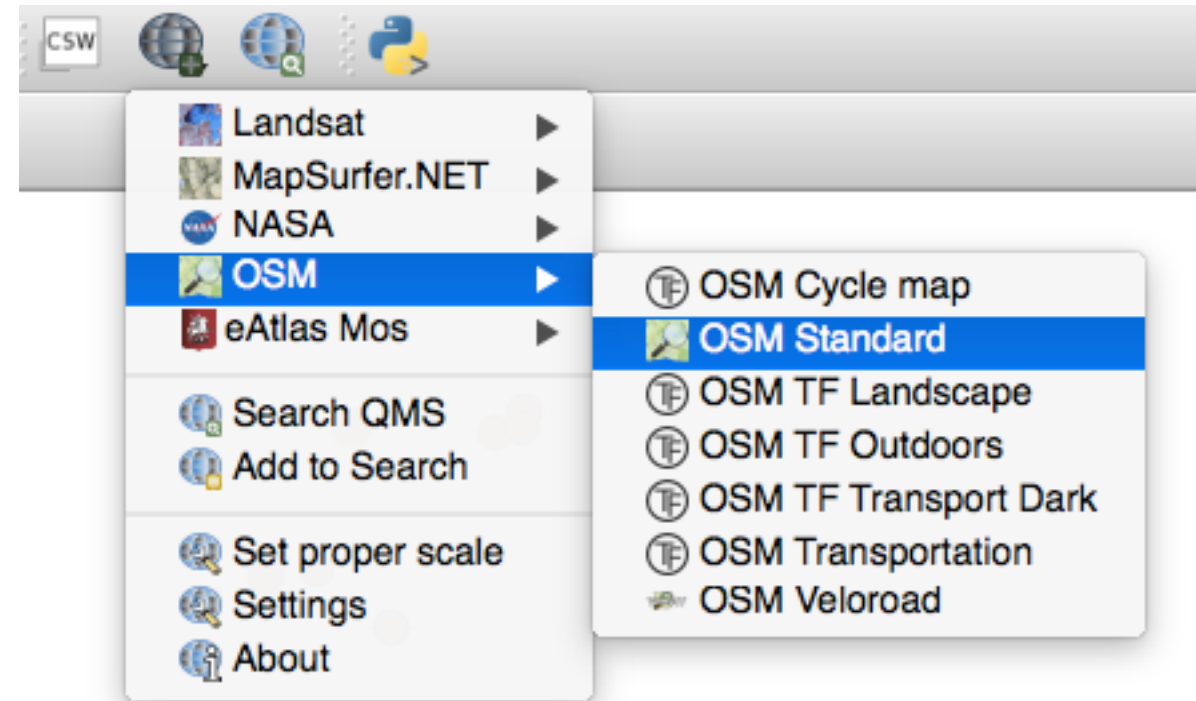 CSW
Landsat
MapSurfer.NET
NASA
OSM
eAtlas Mos
Search QMS
Add to Search
Set proper scale
Settings
About
OSM Cycle map
OSM Standard
OSM TF Landscape
OSM TF Outdoors
OSM TF Transport Dark
OSM Transportation
OSM Veloroad